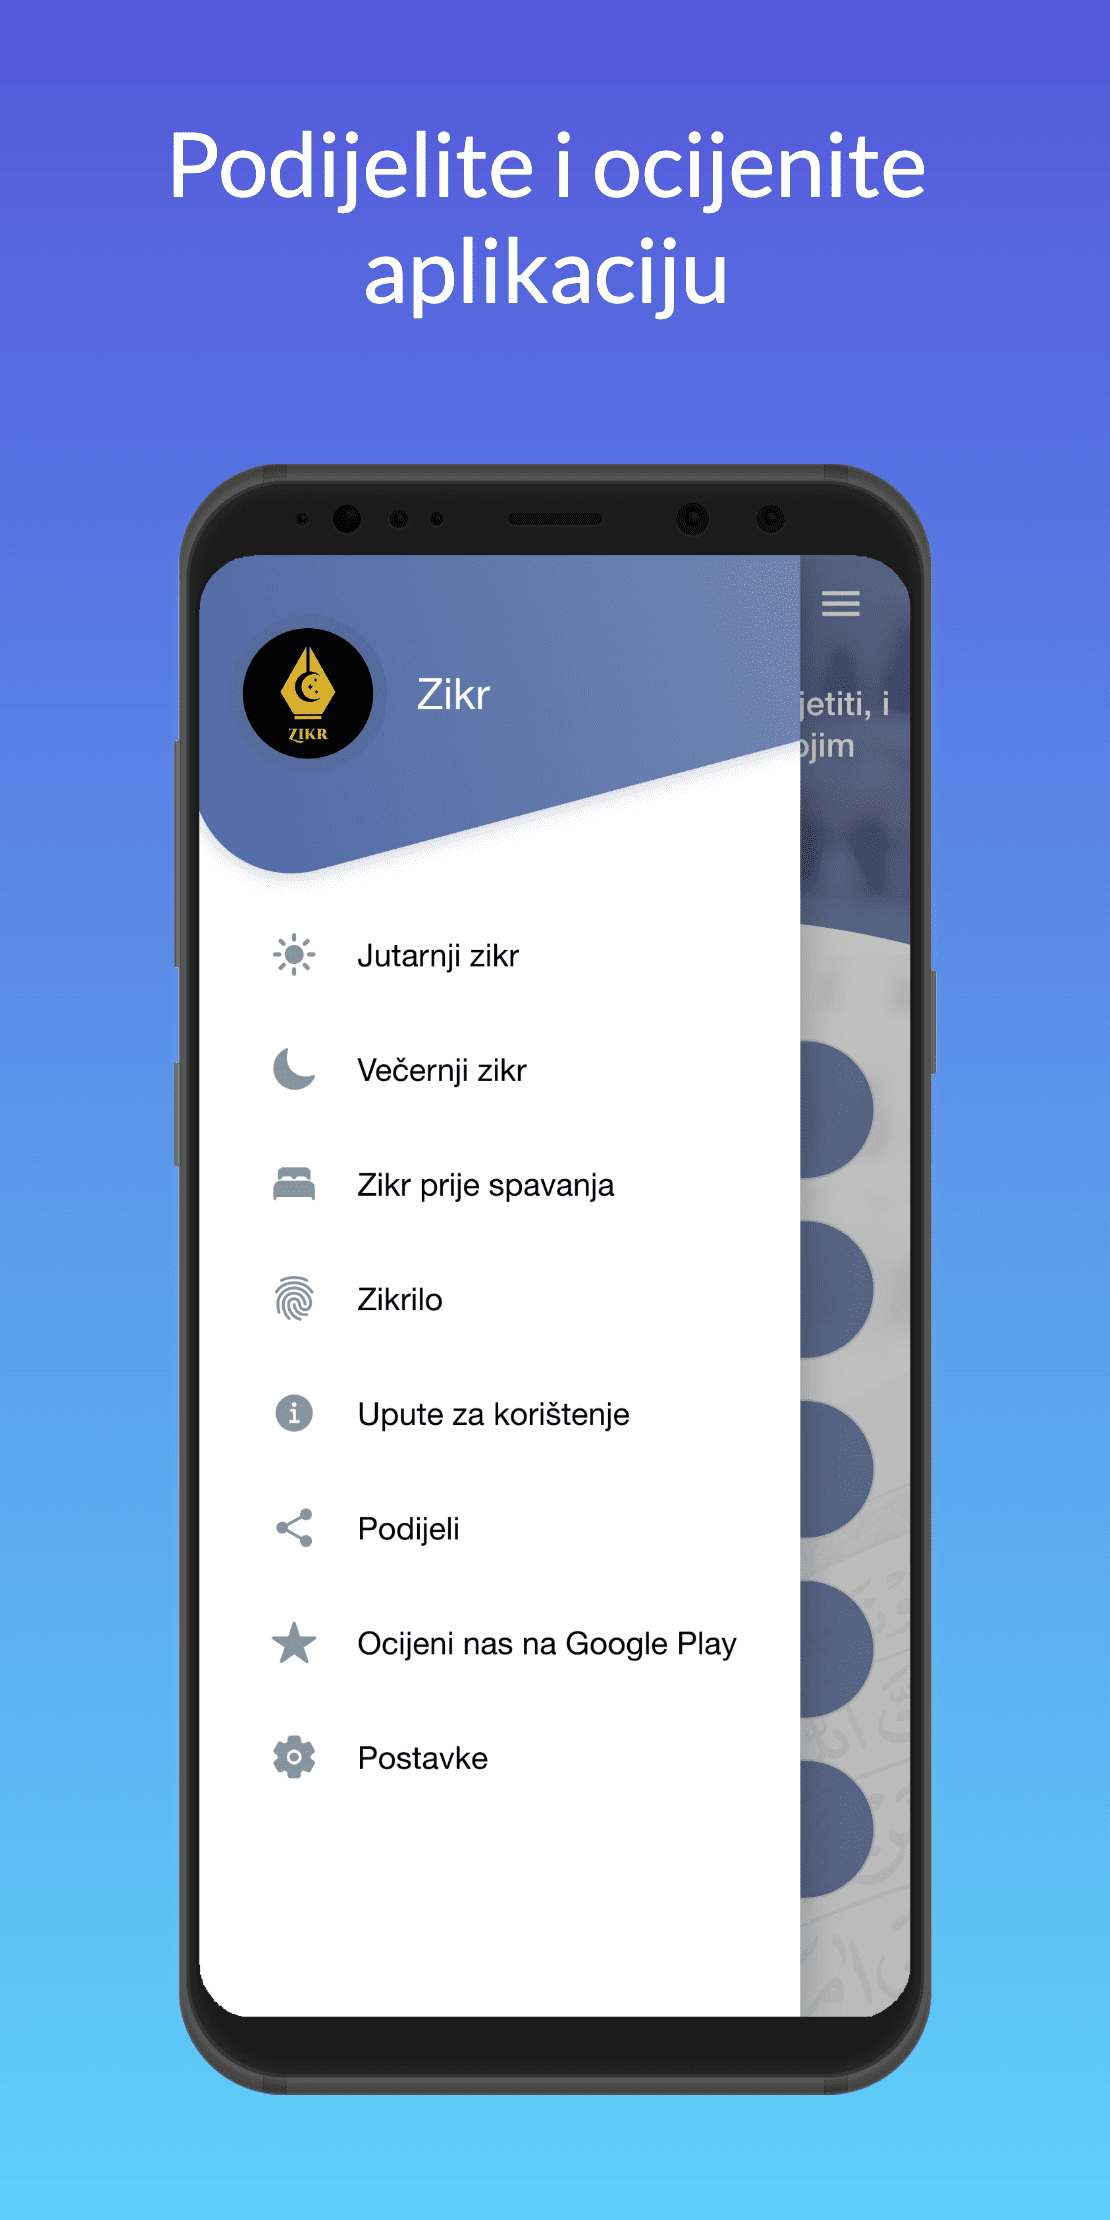 Podijelite i ocijenite
aplikaciju
ZIKR
Zikr
jetiti, i
ojim
Jutarnji zikr
Večernji zikr
Zikr prije spavanja
Zikrilo
Upute za korištenje
Podijeli
Ocijeni nas na Google Play
Postavke